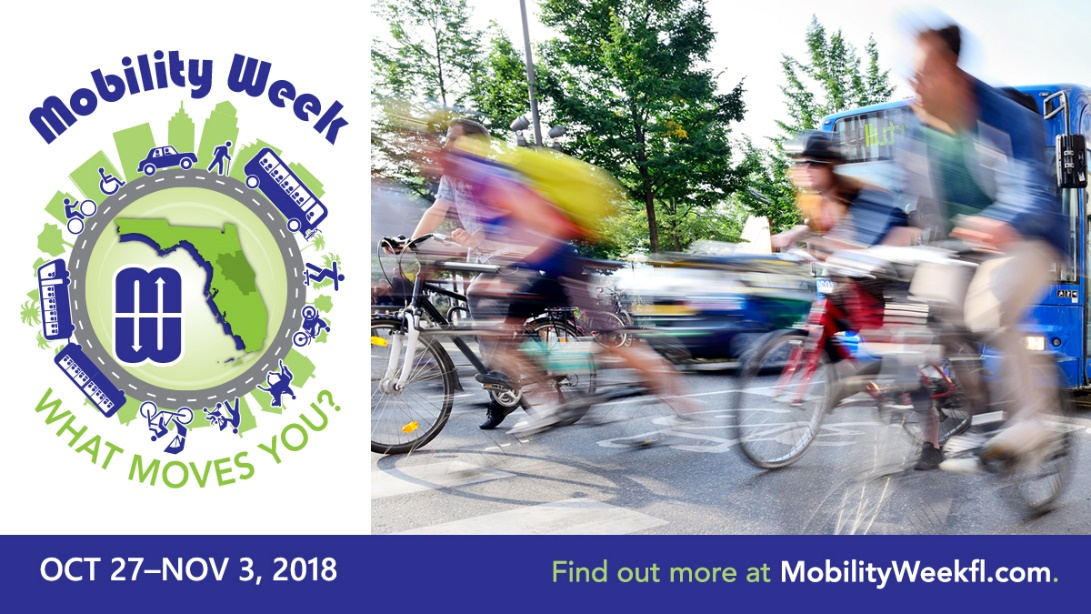 Mobility Week
WHAT MOVES YOU?
OCT 27–NOV 3, 2018
Find out more at MobilityWeekfl.com.